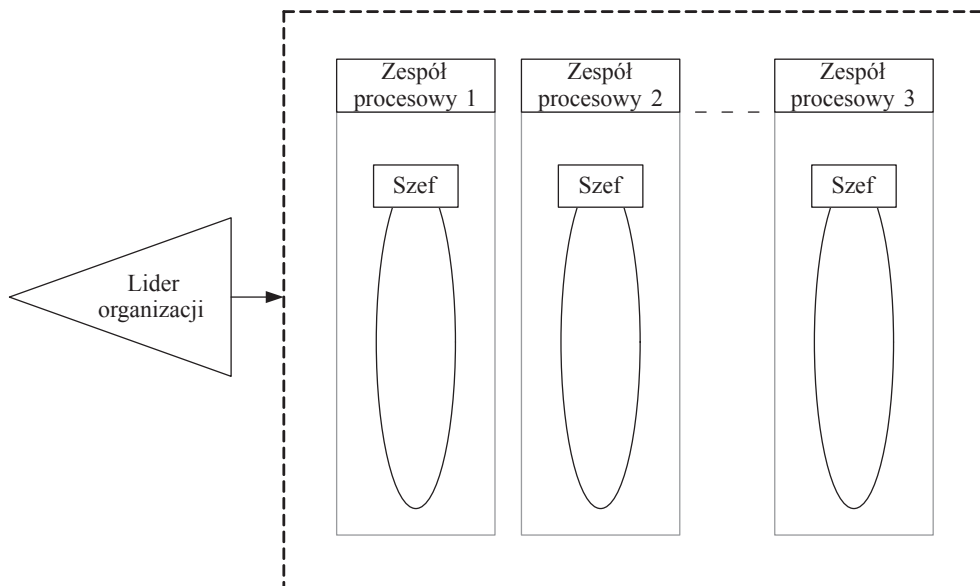 Zespół
procesowy 1
Zespół
procesowy 2
Zespół
procesowy 3
Szef
Szef
Szef
Lider
organizacji